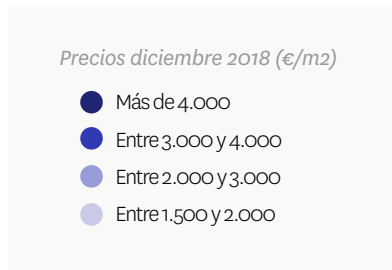 Precios diciembre 2018 (€/m2)
Más de 4.000
Entre 3.000 y 4.000
Entre 2.000 y 3.000
Entre 1.500 y 2.000